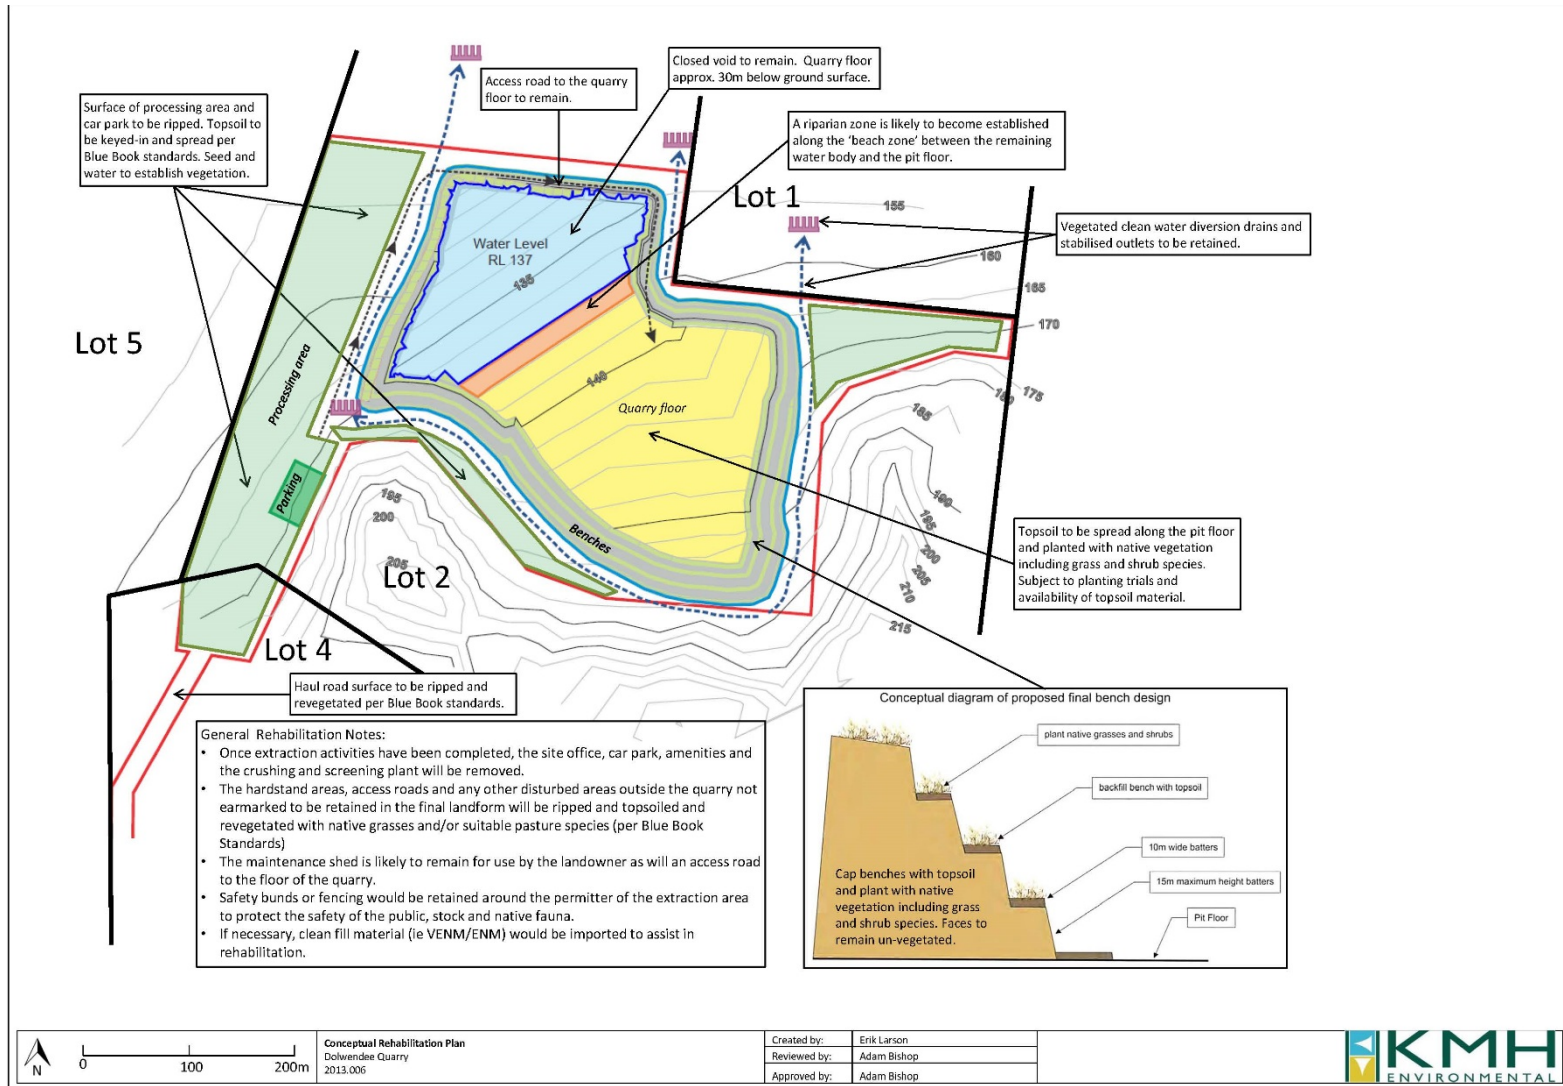 Surface of processing area and
car park to be ripped. Topsoil to
be keyed-in and spread per
Blue Book standards. Seed and
water to establish vegetation.
Access road to the quarry
floor to remain.
Closed void to remain. Quarry floor
approx. 30m below ground surface.
A riparian zone is likely to become established
along the ‘beach zone’ between the remaining
water body and the pit floor.
Lot 1
155
Vegetated clean water diversion drains and
stabilised outlets to be retained.
160
165
170
175
180
185
190
195
200
205
210
215
Water Level
RL 137
135
Lot 5
Processing area
140
Quarry floor
Parking
195
200
205
Lot 2
Benches
Lot 4
Topsoil to be spread along the pit floor
and planted with native vegetation
including grass and shrub species.
Subject to planting trials and
availability of topsoil material.
Haul road surface to be ripped and
revegetated per Blue Book standards.
General Rehabilitation Notes:
• Once extraction activities have been completed, the site office, car park, amenities and
the crushing and screening plant will be removed.
• The hardstand areas, access roads and any other disturbed areas outside the quarry not
earmarked to be retained in the final landform will be ripped and topsoiled and
revegetated with native grasses and/or suitable pasture species (per Blue Book
Standards)
• The maintenance shed is likely to remain for use by the landowner as will an access road
to the floor of the quarry.
• Safety bunds or fencing would be retained around the permitter of the extraction area
to protect the safety of the public, stock and native fauna.
• If necessary, clean fill material (ie VENM/ENM) would be imported to assist in
rehabilitation.
Conceptual diagram of proposed final bench design
plant native grasses and shrubs
backfill bench with topsoil
10m wide batters
15m maximum height batters
Pit Floor
Cap benches with topsoil
and plant with native
vegetation including grass
and shrub species. Faces to
remain un-vegetated.
N
0 100 200m
Conceptual Rehabilitation Plan
Dolwendee Quarry
2013.006
Created by: Erik Larson
Reviewed by: Adam Bishop
Approved by: Adam Bishop
KMH
ENVIRONMENTAL